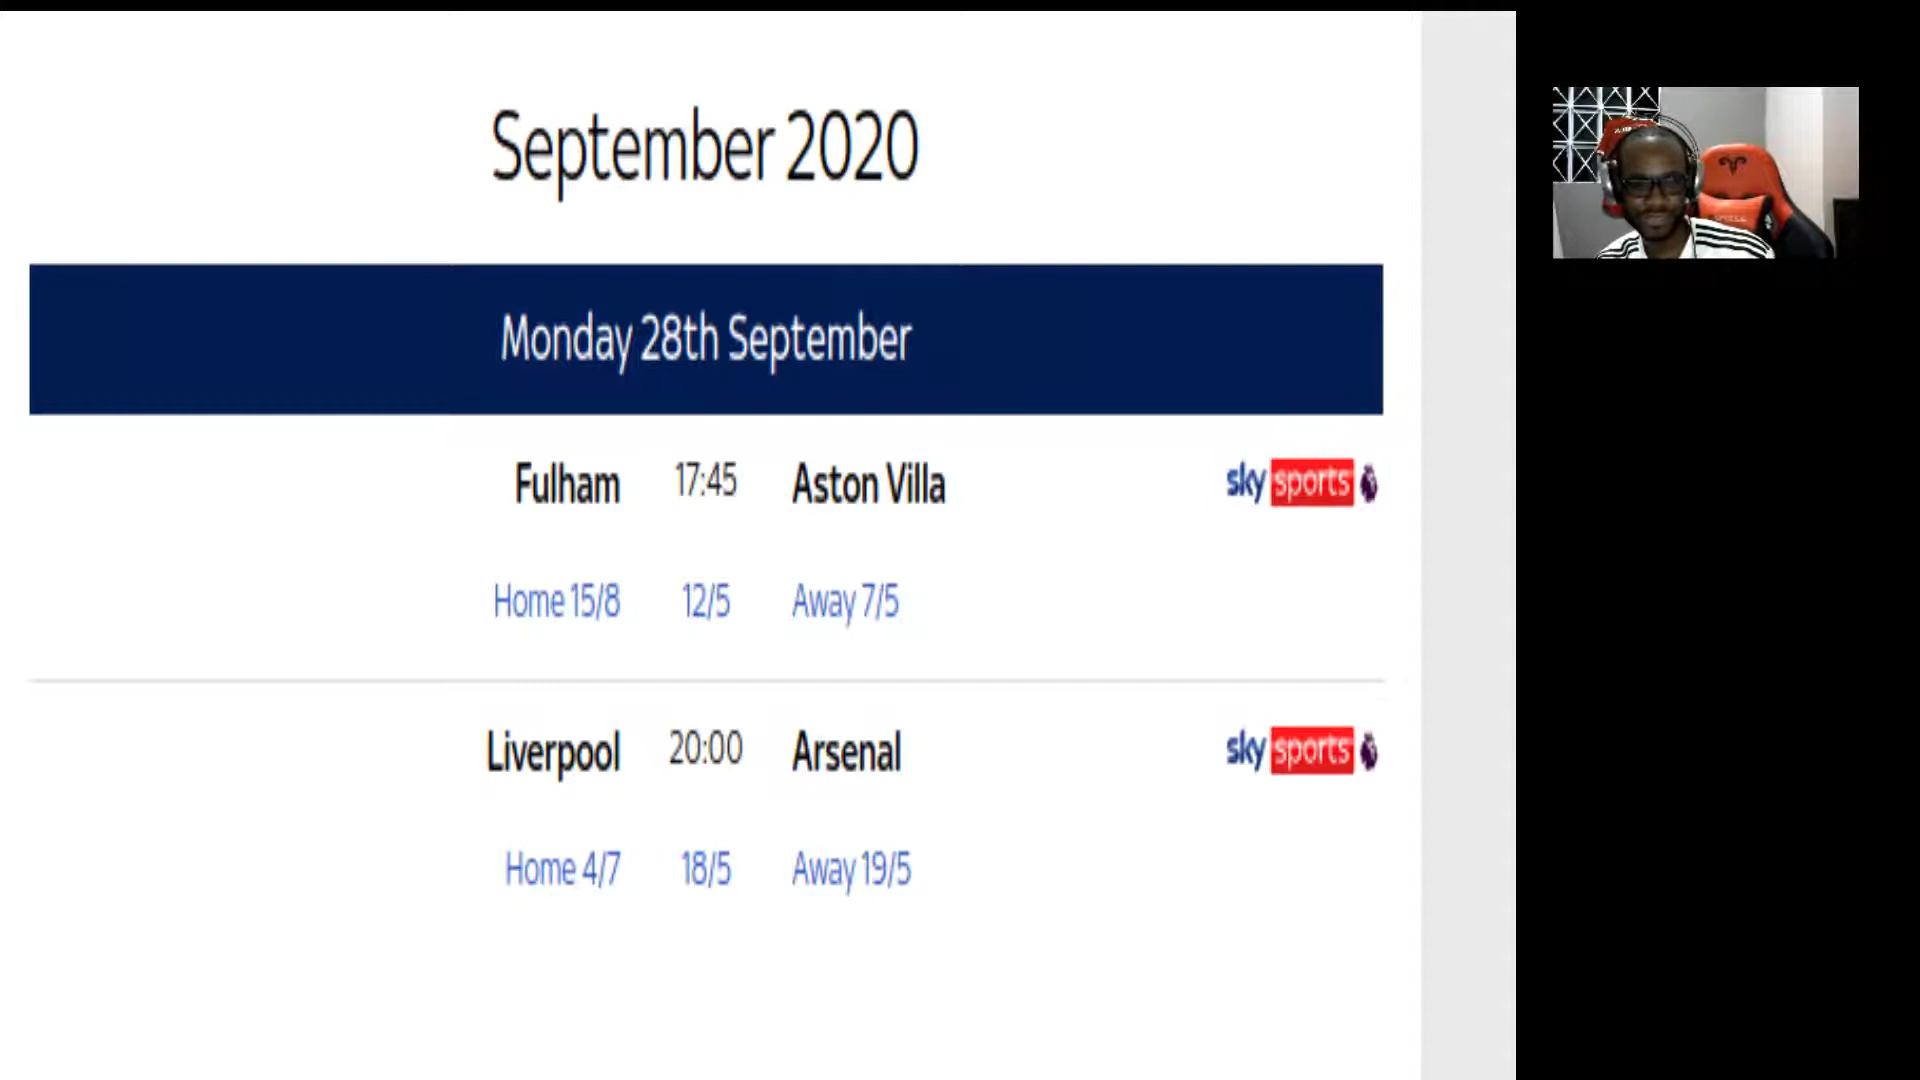 September 2020
Monday 28th September
Fulham 17:45 Aston Villa sky sports
Home 15/8 12/5 Away 7/5
Liverpool 20:00 Arsenal sky sports
Home 4/7 18/5 Away 19/5